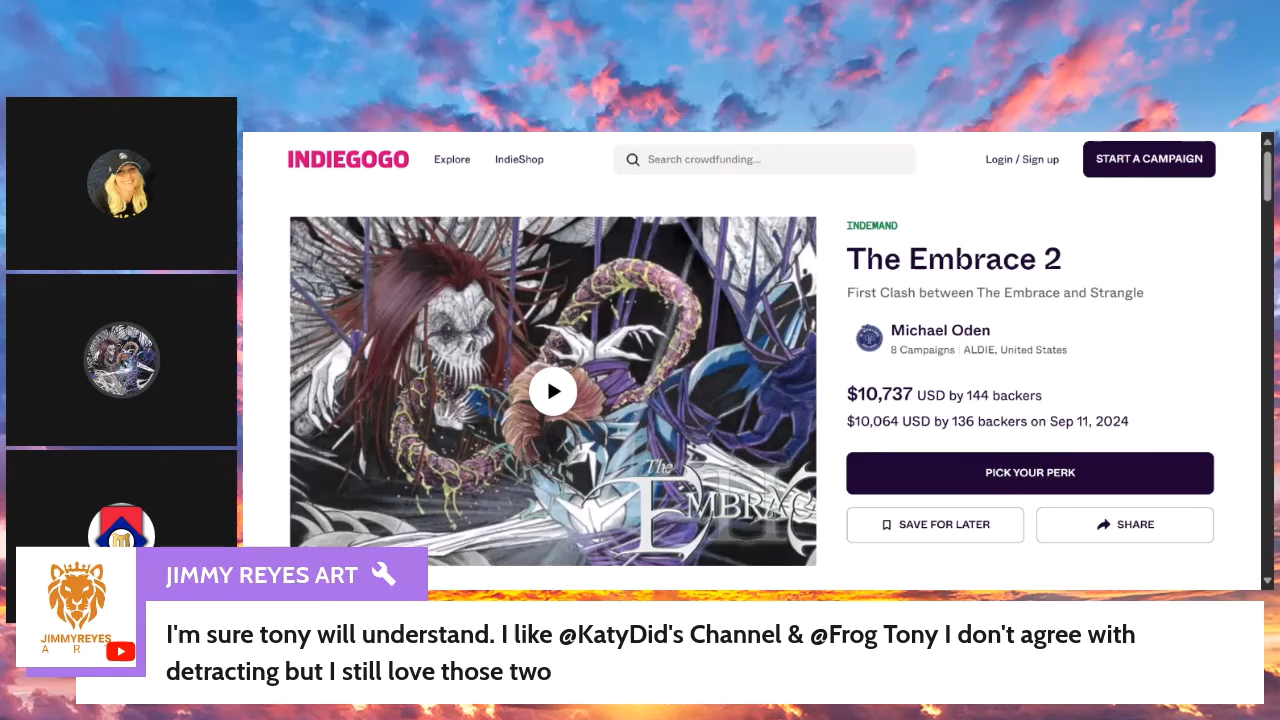 INDIEGOGO Explore IndieShop Search crowdfunding... Login / Sign up START A CAMPAIGN
INDEMAND
The Embrace 2
First Clash between The Embrace and Strangle
Michael Oden
8 Campaigns | ALDIE, United States
$10,737 USD by 144 backers
$10,064 USD by 136 backers on Sep 11, 2024
PICK YOUR PERK
SAVE FOR LATER SHARE
The
EMBRACE
JIMMY REYES ART
JIMMYREYES
A R
I'm sure tony will understand. I like @KatyDid's Channel & @Frog Tony I don't agree with
detracting but I still love those two